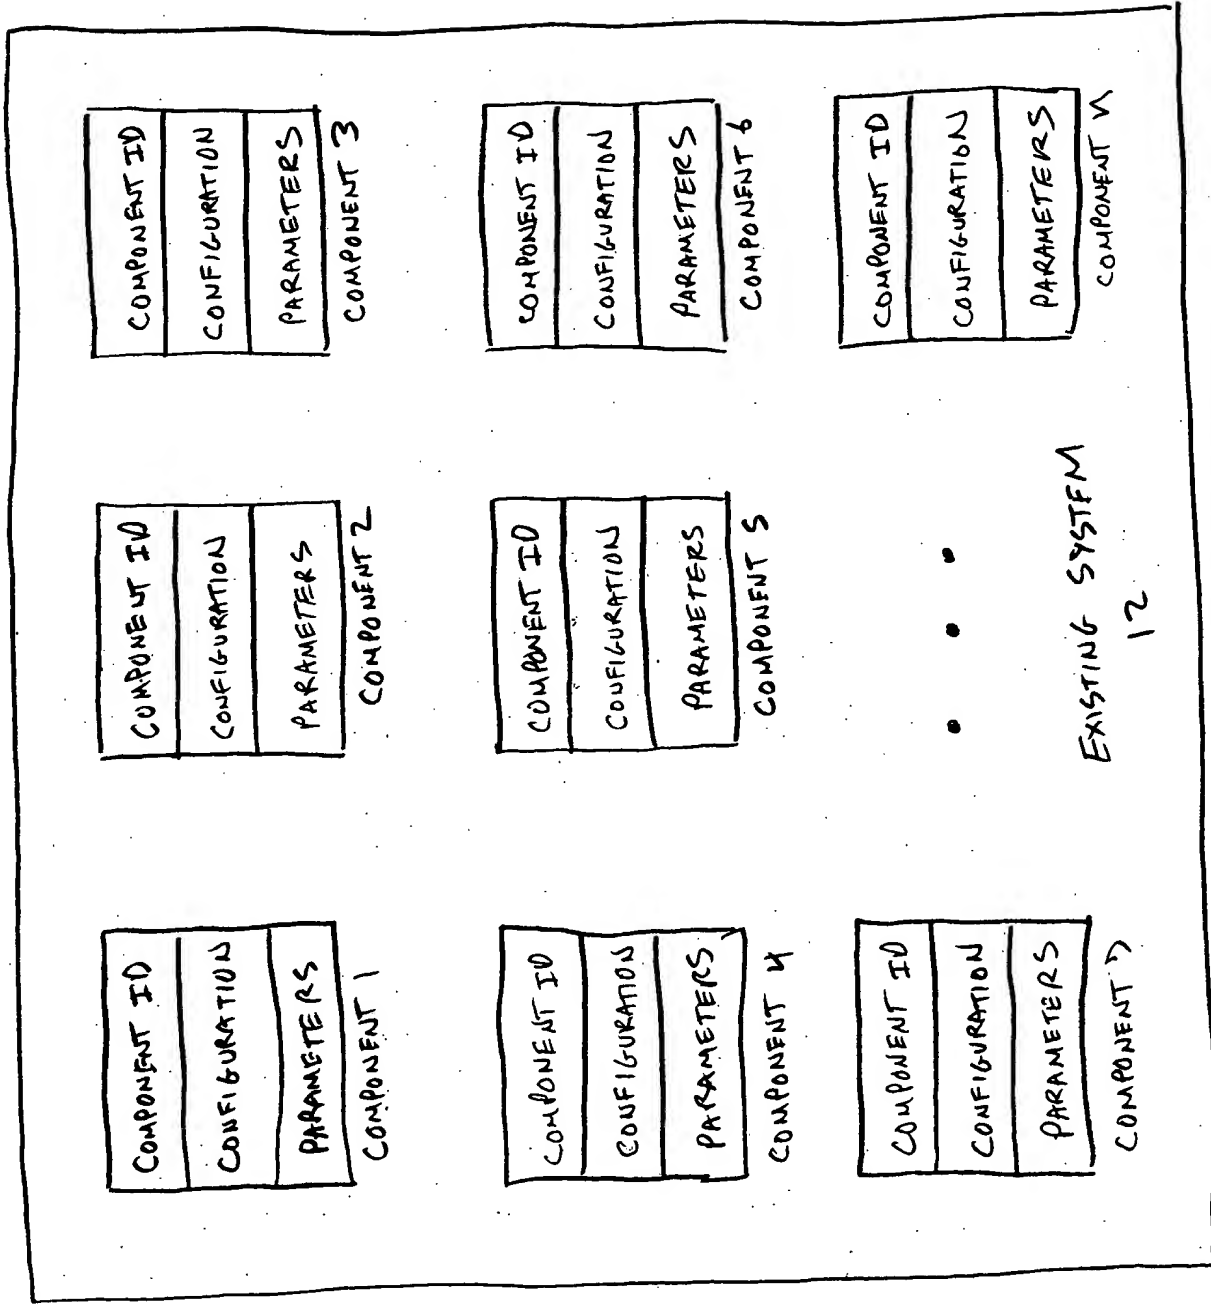 COMPONENT ID
CONFIGURATION
PARAMETERS
COMPONENT 1
COMPONENT ID
CONFIGURATION
PARAMETERS
COMPONENT 2
COMPONENT ID
CONFIGURATION
PARAMETERS
COMPONENT 3
COMPONENT ID
CONFIGURATION
PARAMETERS
COMPONENT 4
COMPONENT ID
CONFIGURATION
PARAMETERS
COMPONENT 5
COMPONENT ID
CONFIGURATION
PARAMETERS
COMPONENT 6
COMPONENT ID
CONFIGURATION
PARAMETERS
COMPONENT
• • •
COMPONENT ID
CONFIGURATION
PARAMETERS
COMPONENT N
EXISTING SYSTEM
12